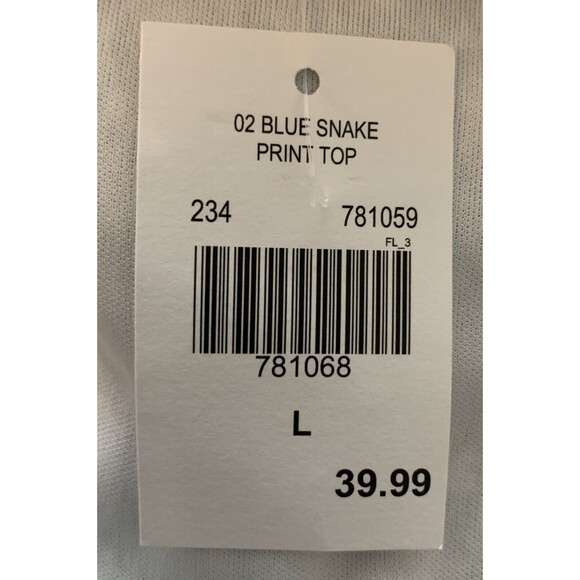 02 BLUE SNAKE
PRINT TOP
234 781059
FL_3
781068
L
39.99